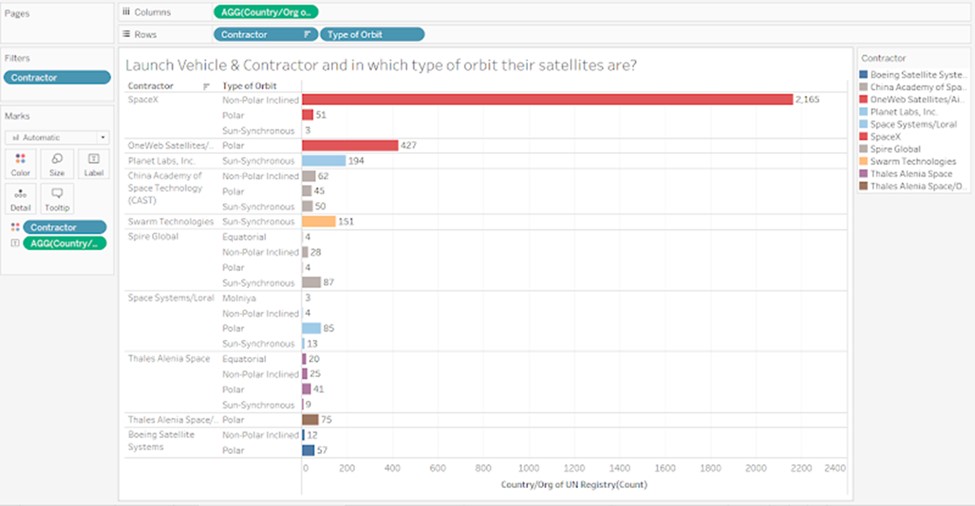 Pages
Columns
AGG(Country/Org o..
Rows
Contractor
Type of Orbit
Filters
Contractor
Marks
Automatic
Color
Size
Label
Detail
Tooltip
Contractor
AGG(Country/...
Launch Vehicle & Contractor and in which type of orbit their satellites are?
Contractor Type of Orbit
SpaceX Non-Polar Inclined 2,165
Polar 51
Sun-Synchronous 3
OneWeb Satellites/.. Polar 427
Planet Labs, Inc. Sun-Synchronous 194
China Academy of Non-Polar Inclined 62
Space Technology Polar 45
(CAST) Sun-Synchronous 50
Swarm Technologies Sun-Synchronous 151
Spire Global Equatorial 4
Non-Polar Inclined 28
Polar 4
Sun-Synchronous 87
Space Systems/Loral Molniya 3
Non-Polar Inclined 4
Polar 85
Sun-Synchronous 13
Thales Alenia Space Equatorial 20
Non-Polar Inclined 25
Polar 41
Sun-Synchronous 9
Thales Alenia Space/.. Polar 75
Boeing Satellite Non-Polar Inclined 12
Systems Polar 57
0 200 400 600 800 1000 1200 1400 1600 1800 2000 2200 2400
Country/Org of UN Registry(Count)
Contractor
Boeing Satellite Syste..
China Academy of Spa..
OneWeb Satellites/Ai..
Planet Labs, Inc.
Space Systems/Loral
SpaceX
Spire Global
Swarm Technologies
Thales Alenia Space
Thales Alenia Space/O..